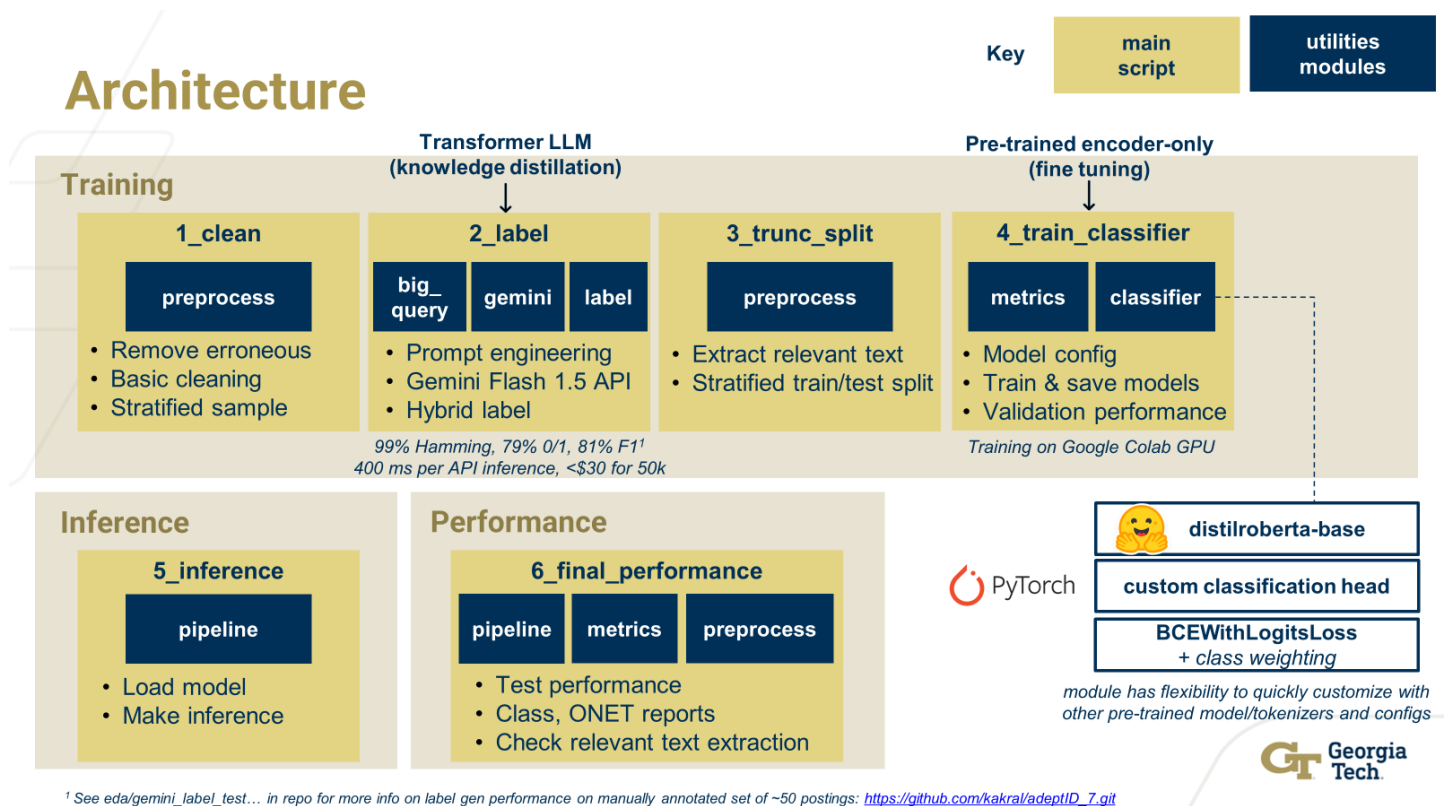 Key
main
script
utilities
modules
Architecture
Transformer LLM
(knowledge distillation)
Pre-trained encoder-only
(fine tuning)
Training
1_clean
preprocess
• Remove erroneous
• Basic cleaning
• Stratified sample
2_label
big_
query
gemini
label
• Prompt engineering
• Gemini Flash 1.5 API
• Hybrid label
99% Hamming, 79% 0/1, 81% F1¹
400 ms per API inference, <$30 for 50k
3_trunc_split
preprocess
• Extract relevant text
• Stratified train/test split
4_train_classifier
metrics
classifier
• Model config
• Train & save models
• Validation performance
Training on Google Colab GPU
Inference
5_inference
pipeline
• Load model
• Make inference
Performance
6_final_performance
pipeline
metrics
preprocess
• Test performance
• Class, ONET reports
• Check relevant text extraction
PyTorch
distilroberta-base
custom classification head
BCEWithLogitsLoss
+ class weighting
module has flexibility to quickly customize with
other pre-trained model/tokenizers and configs
GT Georgia
Tech.
¹ See eda/gemini_label_test… in repo for more info on label gen performance on manually annotated set of ~50 postings: https://github.com/kakral/adeptID_7.git